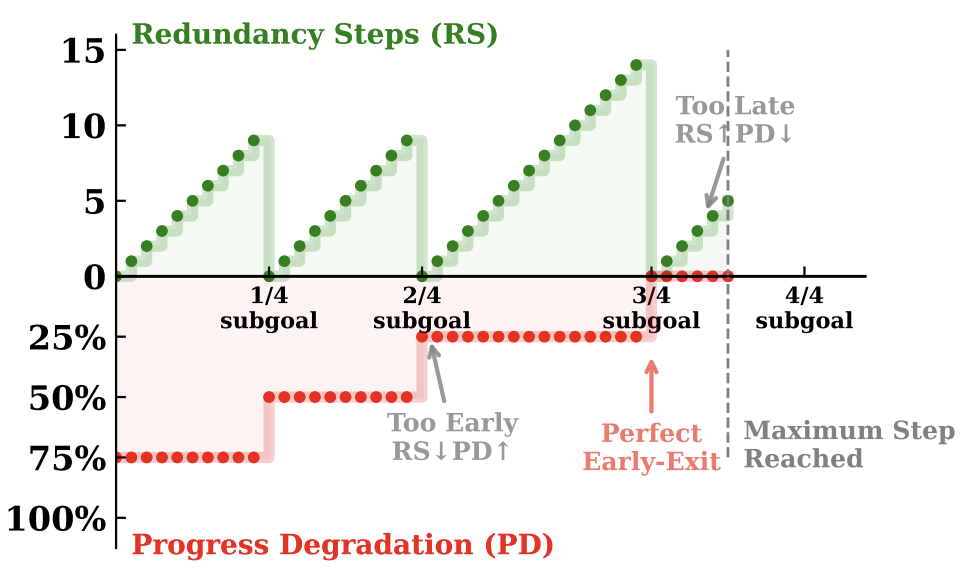 Redundancy Steps (RS)
15
10
5
0
25%
50%
75%
100%
1/4
subgoal
2/4
subgoal
3/4
subgoal
4/4
subgoal
Too Late
RS↑PD↓
Too Early
RS↓PD↑
Perfect
Early-Exit
Maximum Step
Reached
Progress Degradation (PD)